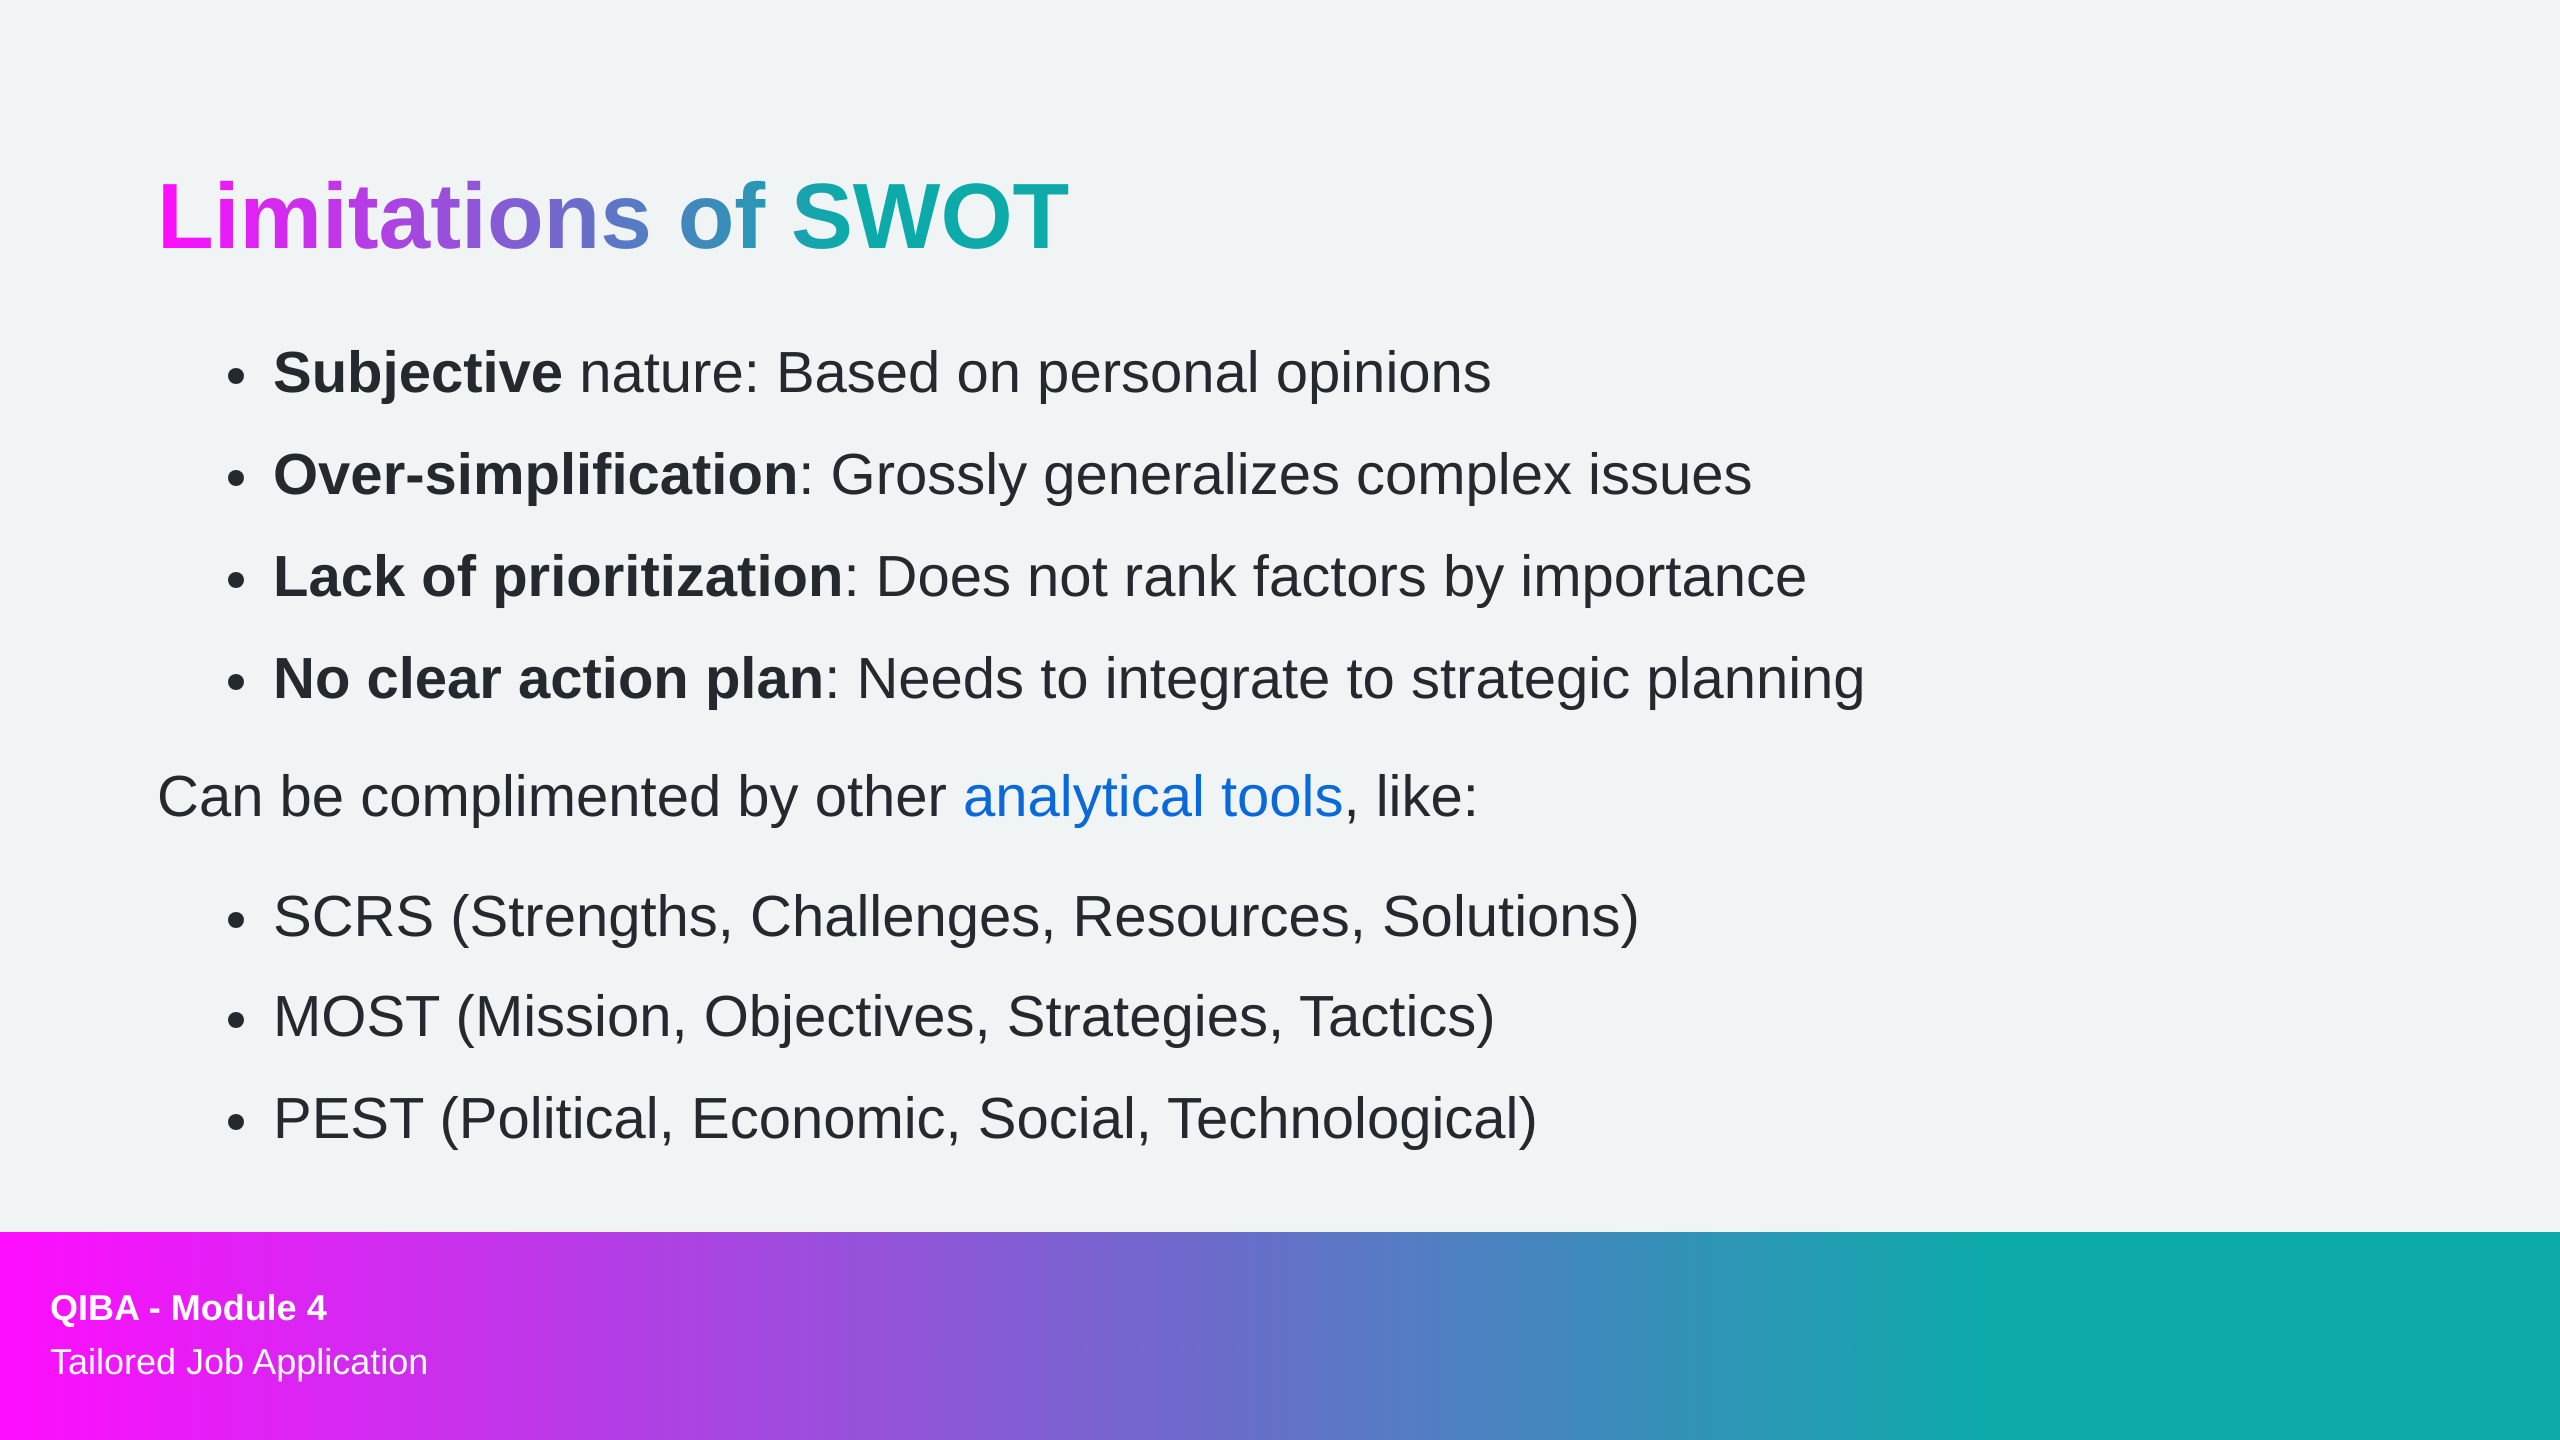 Limitations of SWOT
• Subjective nature: Based on personal opinions
• Over-simplification: Grossly generalizes complex issues
• Lack of prioritization: Does not rank factors by importance
• No clear action plan: Needs to integrate to strategic planning
Can be complimented by other analytical tools, like:
• SCRS (Strengths, Challenges, Resources, Solutions)
• MOST (Mission, Objectives, Strategies, Tactics)
• PEST (Political, Economic, Social, Technological)
QIBA - Module 4
Tailored Job Application